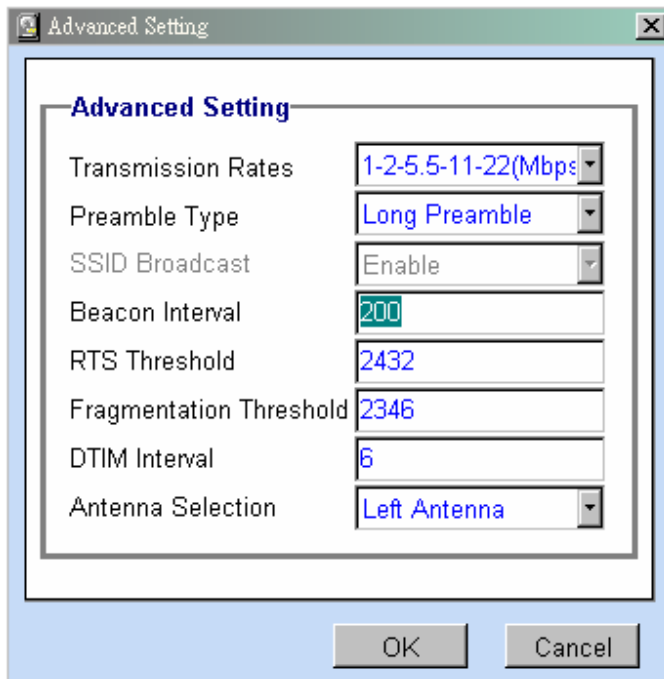 Advanced Setting
Advanced Setting
Transmission Rates 1-2-5.5-11-22(Mbps
Preamble Type Long Preamble
SSID Broadcast Enable
Beacon Interval 200
RTS Threshold 2432
Fragmentation Threshold 2346
DTIM Interval 6
Antenna Selection Left Antenna
OK Cancel